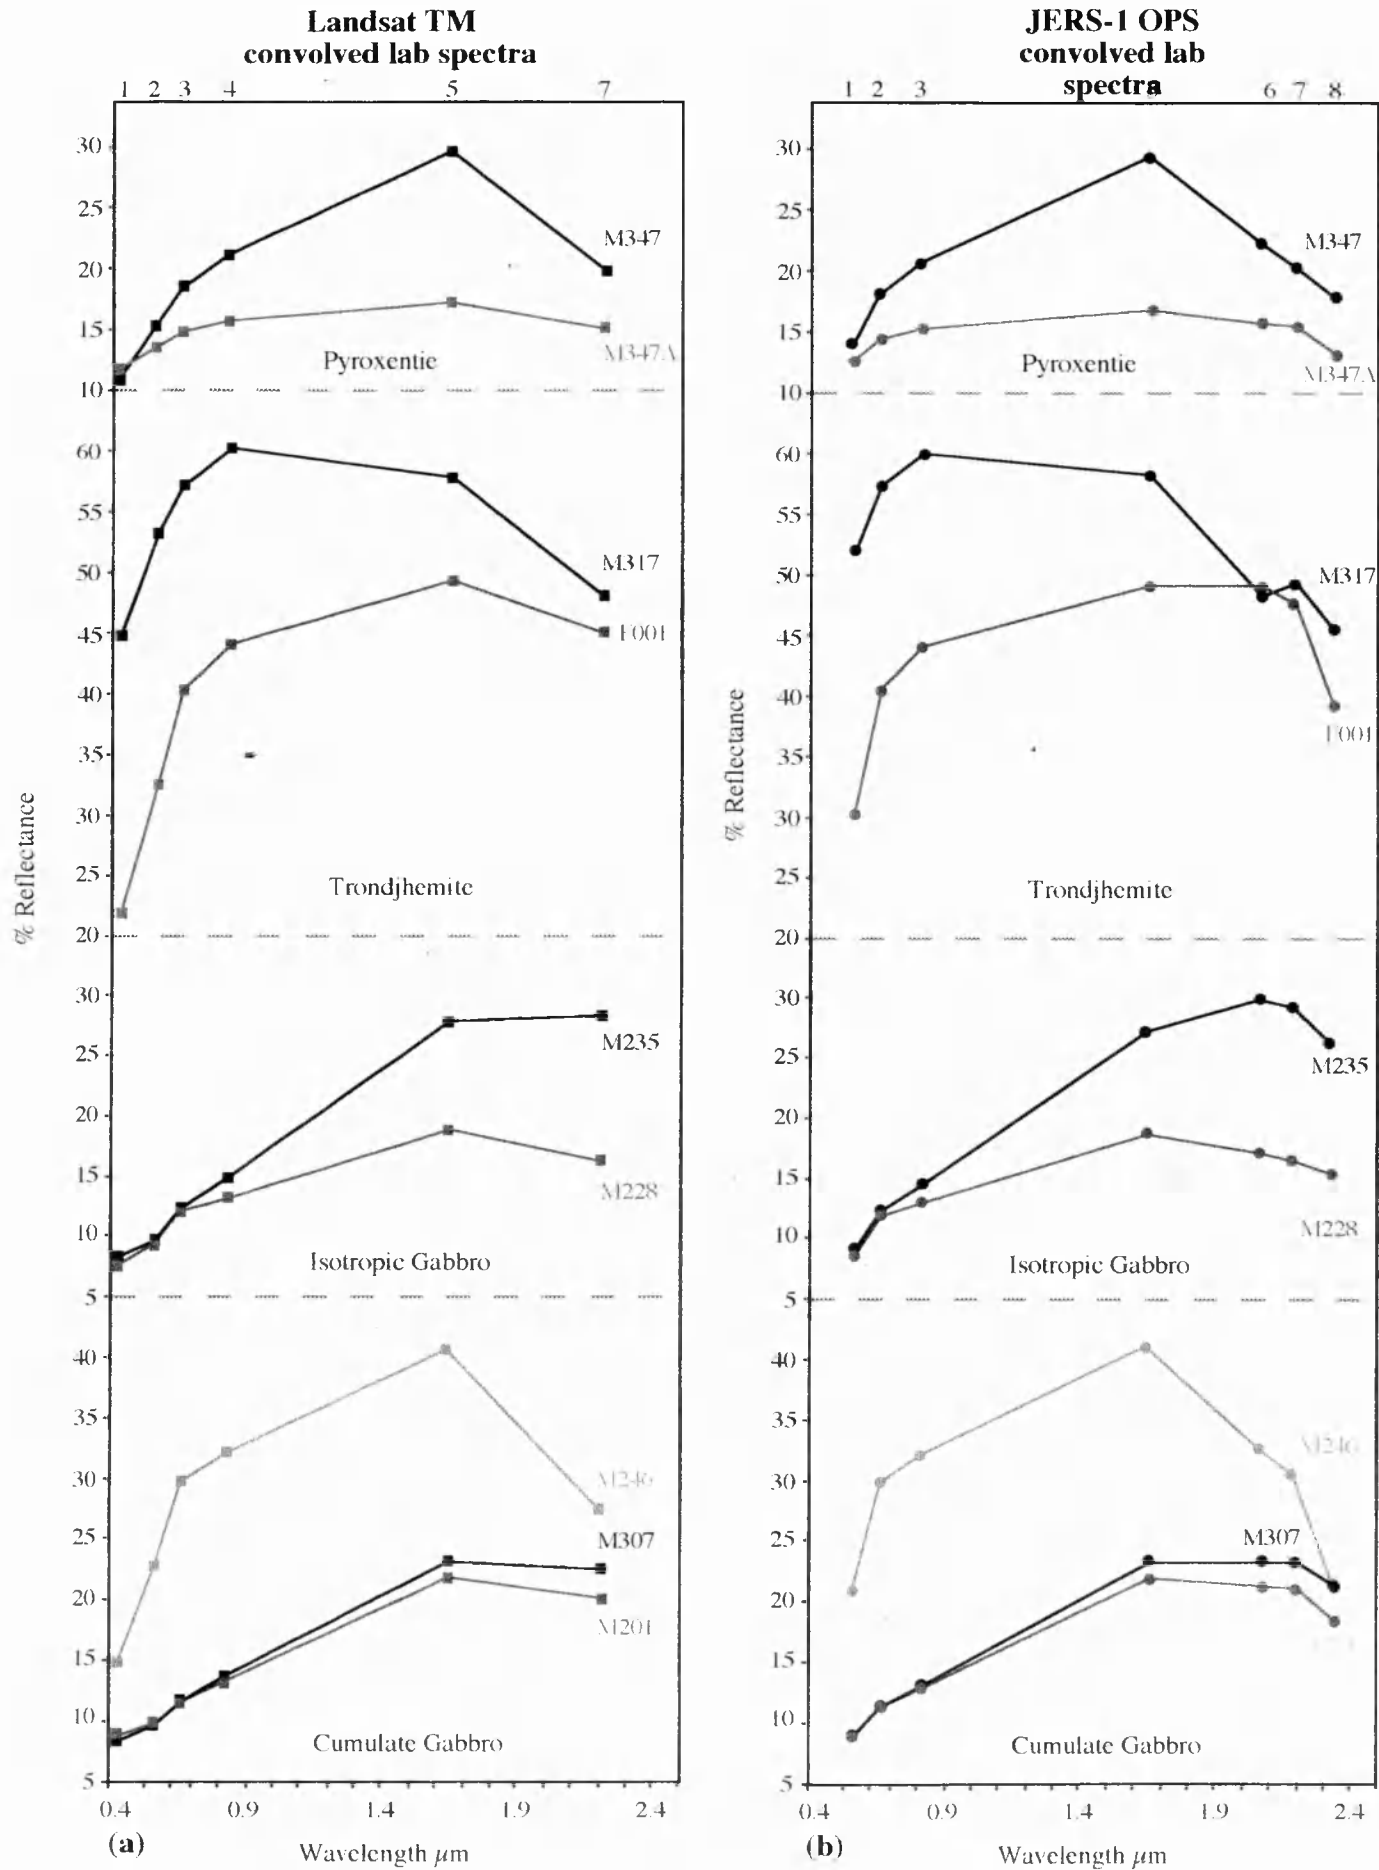 Landsat TM
convolved lab spectra
1 2 3 4 5 7
30
25
20
15
10
M347
M347A
Pyroxentie
60
55
50
45
40
35
30
25
20
M317
F001
Trondjhemite
% Reflectance
30
25
20
15
10
5
M235
M228
Isotropic Gabbro
40
35
30
25
20
15
10
5
M246
M307
M201
Cumulate Gabbro
0.4 0.9 1.4 1.9 2.4
(a)
Wavelength μm
JERS-1 OPS
convolved lab
spectra
1 2 3 6 7 8
30
25
20
15
10
M347
M347A
Pyroxentie
60
55
50
45
40
35
30
25
20
M317
F001
Trondjhemite
% Reflectance
30
25
20
15
10
5
M235
M228
Isotropic Gabbro
40
35
30
25
20
15
10
5
M246
M307
Cumulate Gabbro
0.4 0.9 1.4 1.9 2.4
(b)
Wavelength μm